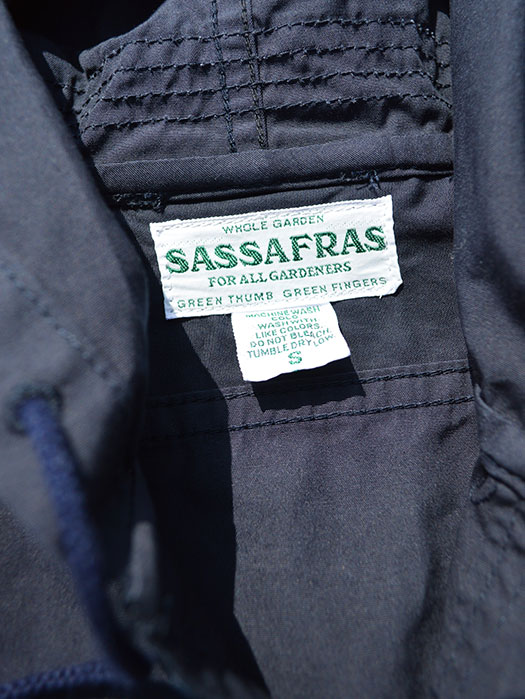 WHOLE GARDEN
SASSAFRAS
FOR ALL GARDENERS
GREEN THUMB GREEN FINGERS
MACHINE WASH
COLD
WASH WITH
LIKE COLORS.
DO NOT BLEACH.
TUMBLE DRY LOW.
S